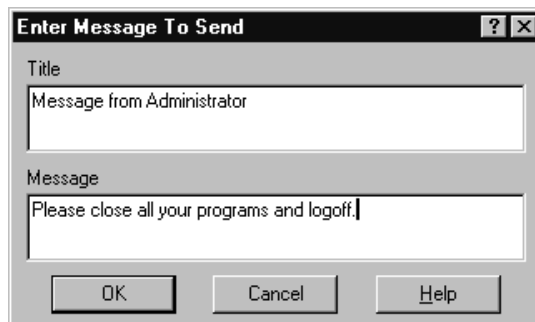 Enter Message To Send
Title
Message from Administrator
Message
Please close all your programs and logoff.
OK Cancel Help